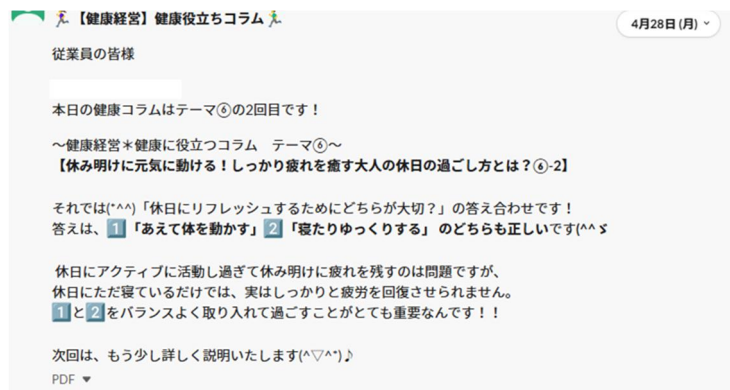 🏃‍♀️【健康経営】健康役立ちコラム🏃‍♂️
4月28日 (月)
従業員の皆様
本日の健康コラムはテーマ⑥の2回目です！
～健康経営＊健康に役立つコラム　テーマ⑥～
【休み明けに元気に動ける！しっかり疲れを癒す大人の休日の過ごし方とは？⑥-2】
それでは(*^^)「休日にリフレッシュするためにどちらが大切？」の答え合わせです！
答えは、1️⃣「あえて体を動かす」2️⃣「寝たりゆっくりする」 のどちらも正しいです(^^ゞ
休日にアクティブに活動し過ぎて休み明けに疲れを残すのは問題ですが、
休日にただ寝ているだけでは、実はしっかりと疲労を回復させられません。
1️⃣と2️⃣をバランスよく取り入れて過ごすことがとても重要なんです！！
次回は、もう少し詳しく説明いたします(^▽^*)♪
PDF ▼